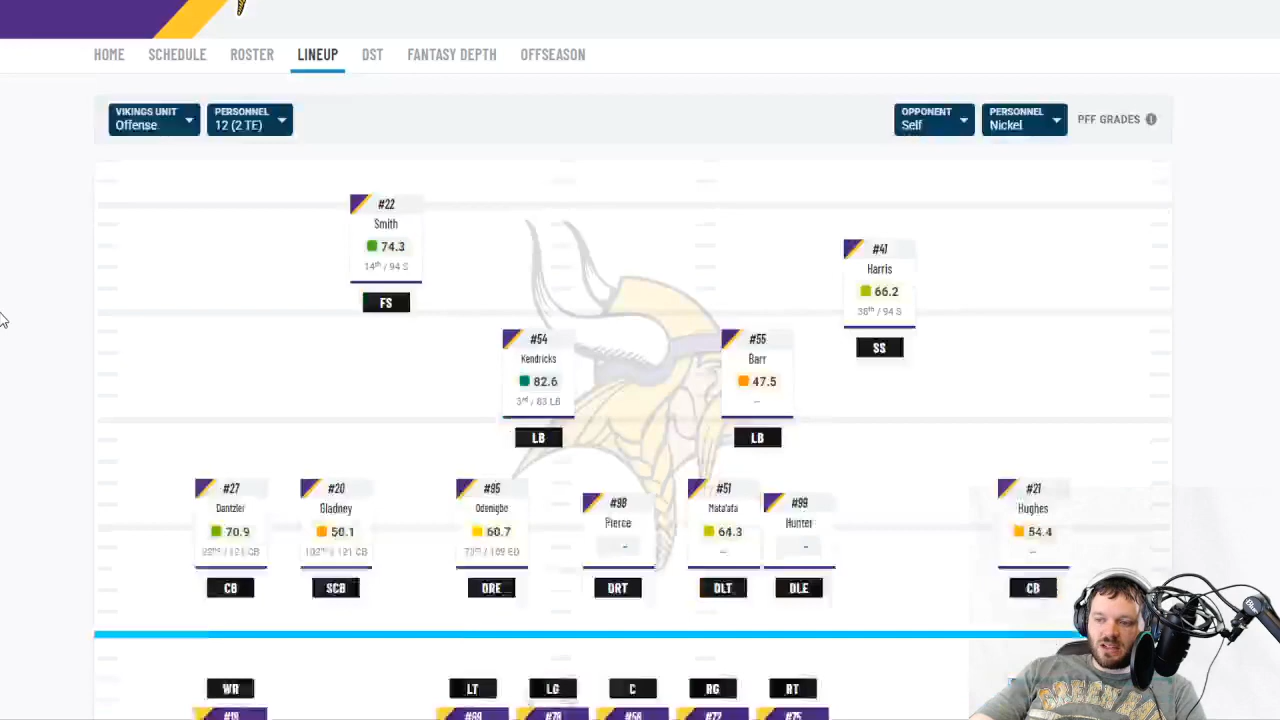 HOME SCHEDULE ROSTER LINEUP DST FANTASY DEPTH OFFSEASON
VIKINGS UNIT
Offense
PERSONNEL
12 (2 TE)
OPPONENT
Self
PERSONNEL
Nickel
PFF GRADES
#22
Smith
74.3
14th / 94 S
FS
#41
Harris
66.2
38th / 94 S
SS
#54
Kendricks
82.6
3rd / 83 LB
LB
#55
Barr
47.5
--
LB
#27
Dantzler
70.9
CB
#20
Gladney
50.1
102nd / 121 CB
SCB
#95
Odenigbo
60.7
DRE
#98
Pierce
-
DRT
#51
Mata'afa
64.3
--
DLT
#99
Hunter
-
DLE
#21
Hughes
54.4
--
CB
WR LT LG C RG RT